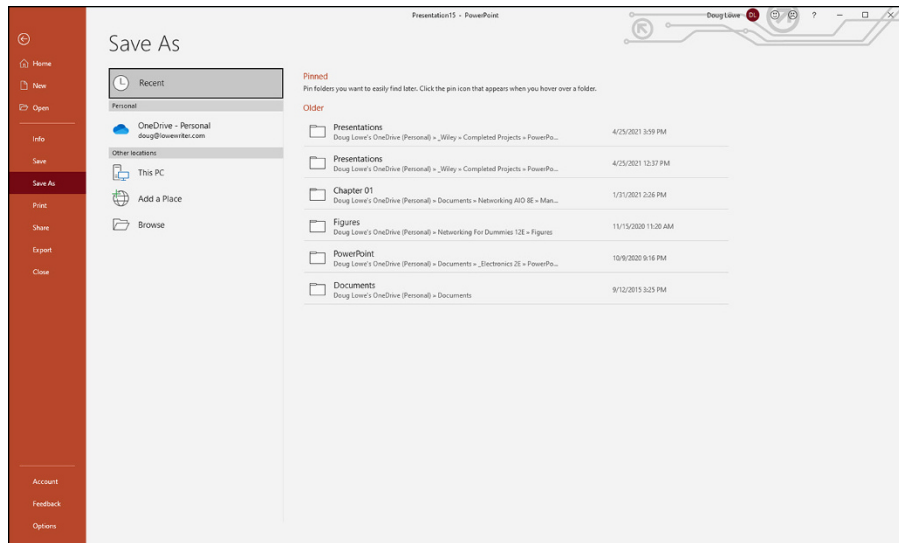 Presentation15 - PowerPoint
Doug Lowe
DL
?
Save As
Home
New
Open
Info
Save
Save As
Print
Share
Export
Close
Account
Feedback
Options
Recent
Personal
OneDrive - Personal
doug@lowewriter.com
Other locations
This PC
Add a Place
Browse
Pinned
Pin folders you want to easily find later. Click the pin icon that appears when you hover over a folder.
Older
Presentations
Doug Lowe's OneDrive (Personal) » _Wiley » Completed Projects » PowerPo...
4/25/2021 3:59 PM
Presentations
Doug Lowe's OneDrive (Personal) » _Wiley » Completed Projects » PowerPo...
4/25/2021 12:37 PM
Chapter 01
Doug Lowe's OneDrive (Personal) » Documents » Networking AIO 8E » Man...
1/31/2021 2:26 PM
Figures
Doug Lowe's OneDrive (Personal) » Networking For Dummies 12E » Figures
11/15/2020 11:20 AM
PowerPoint
Doug Lowe's OneDrive (Personal) » Documents » _Electronics 2E » PowerPo...
10/9/2020 9:16 PM
Documents
Doug Lowe's OneDrive (Personal) » Documents
9/12/2015 3:25 PM